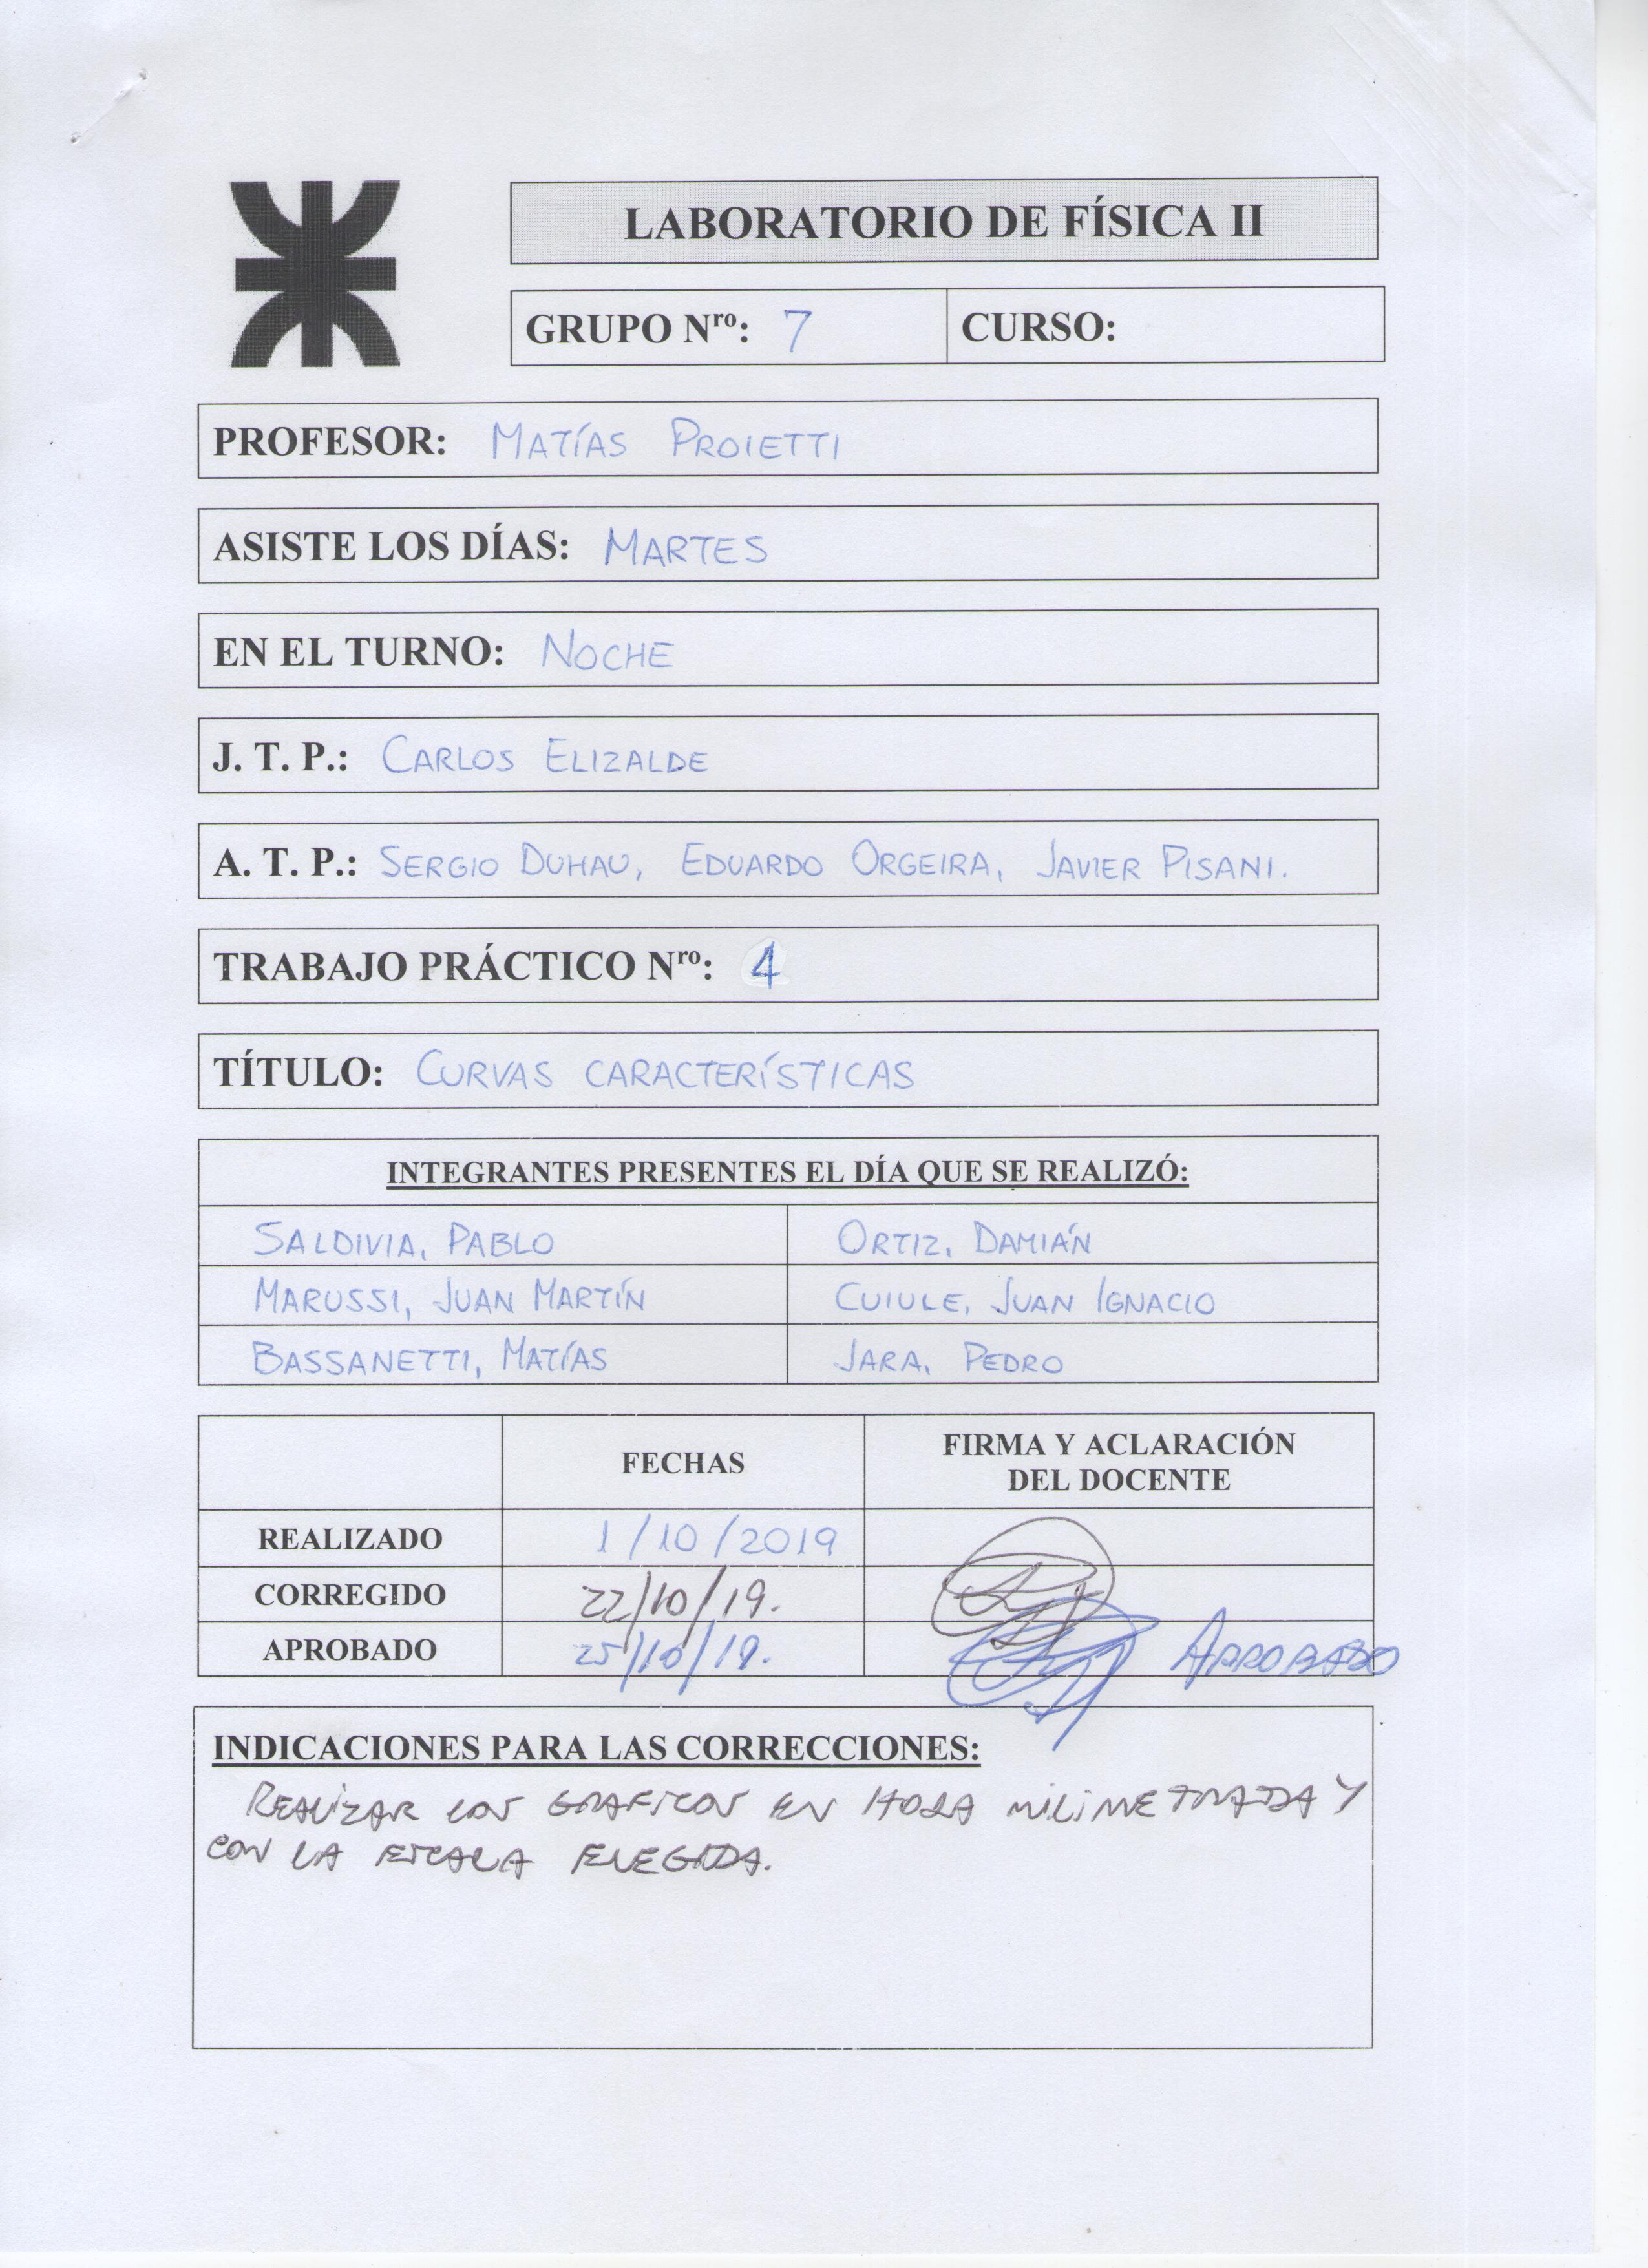 LABORATORIO DE FÍSICA II
GRUPO Nro: 7 CURSO:
PROFESOR: MATÍAS PROIETTI
ASISTE LOS DÍAS: MARTES
EN EL TURNO: NOCHE
J. T. P.: CARLOS ELIZALDE
A. T. P.: SERGIO DUHAU, EDUARDO ORGEIRA, JAVIER PISANI.
TRABAJO PRÁCTICO Nro: 4
TÍTULO: CURVAS CARACTERÍSTICAS
INTEGRANTES PRESENTES EL DÍA QUE SE REALIZÓ:
SALDIVIA, PABLO ORTIZ, DAMIÁN
MARUSSI, JUAN MARTÍN CUIULE, JUAN IGNACIO
BASSANETTI, MATÍAS JARA, PEDRO
FECHAS FIRMA Y ACLARACIÓN
DEL DOCENTE
REALIZADO 1/10/2019
CORREGIDO 22/10/19.
APROBADO 25/10/19. APROBADO
INDICACIONES PARA LAS CORRECCIONES:
REALIZAR LOS GRAFICOS EN HOJA MILIMETRADA Y
CON LA ESCALA ELEGIDA.